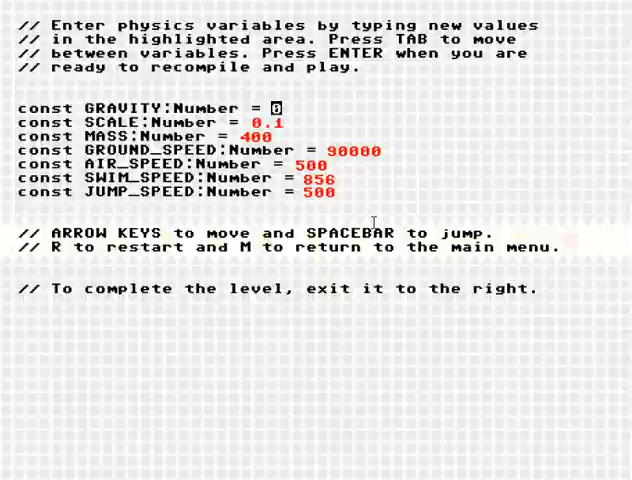 // Enter physics variables by typing new values
// in the highlighted area. Press TAB to move
// between variables. Press ENTER when you are
// ready to recompile and play.
const GRAVITY:Number = 0
const SCALE:Number = 0.1
const MASS:Number = 400
const GROUND_SPEED:Number = 90000
const AIR_SPEED:Number = 500
const SWIM_SPEED:Number = 856
const JUMP_SPEED:Number = 500
// ARROW KEYS to move and SPACEBAR to jump.
// R to restart and M to return to the main menu.
// To complete the level, exit it to the right.